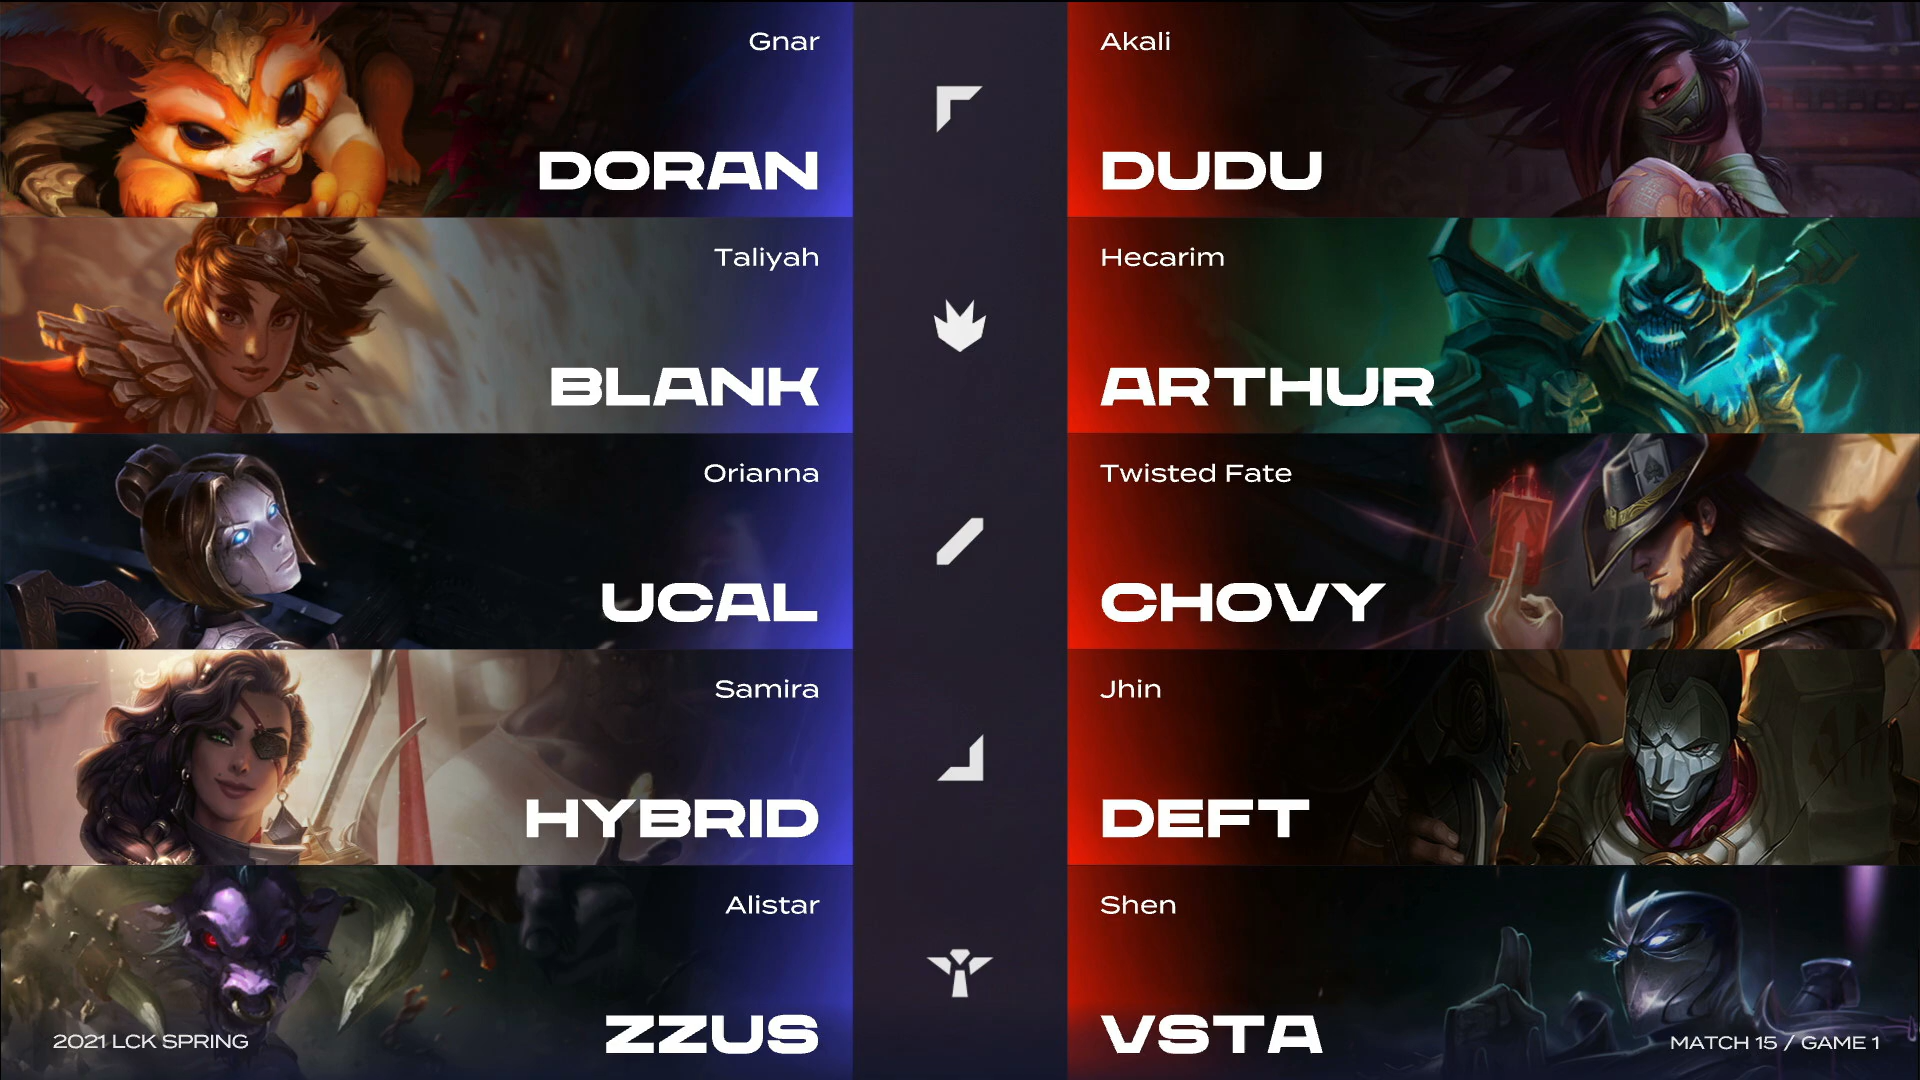 Gnar
DORAN
Akali
DUDU
Taliyah
BLANK
Hecarim
ARTHUR
Orianna
UCAL
Twisted Fate
CHOVY
Samira
HYBRID
Jhin
DEFT
Alistar
ZZUS
Shen
VSTA
2021 LCK SPRING
MATCH 15 / GAME 1